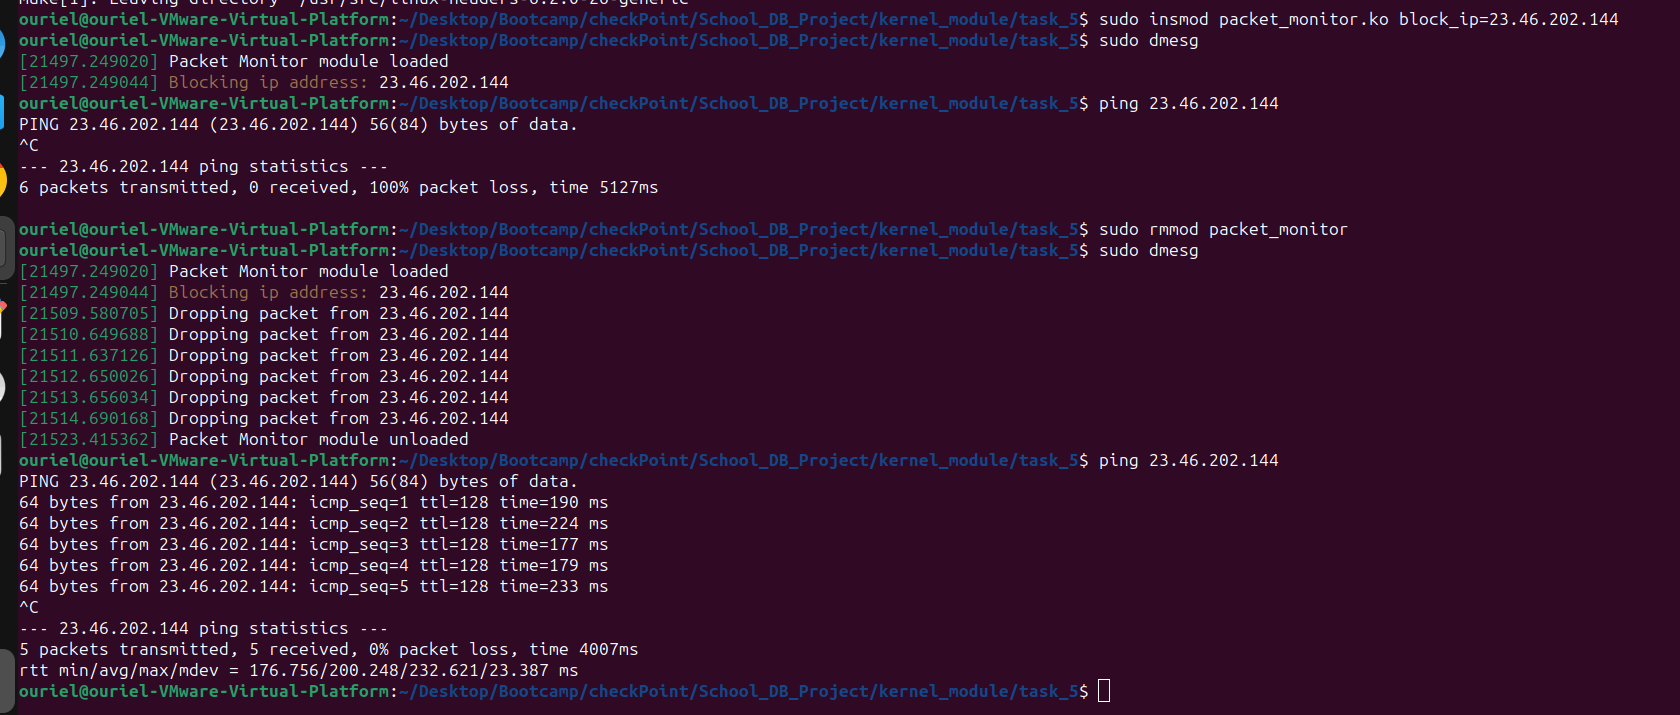 make[1]: Leaving directory '/usr/src/linux-headers-6.2.0-26-generic'
ouriel@ouriel-VMware-Virtual-Platform:~/Desktop/Bootcamp/checkPoint/School_DB_Project/kernel_module/task_5$ sudo insmod packet_monitor.ko block_ip=23.46.202.144
ouriel@ouriel-VMware-Virtual-Platform:~/Desktop/Bootcamp/checkPoint/School_DB_Project/kernel_module/task_5$ sudo dmesg
[21497.249020] Packet Monitor module loaded
[21497.249044] Blocking ip address: 23.46.202.144
ouriel@ouriel-VMware-Virtual-Platform:~/Desktop/Bootcamp/checkPoint/School_DB_Project/kernel_module/task_5$ ping 23.46.202.144
PING 23.46.202.144 (23.46.202.144) 56(84) bytes of data.
^C
--- 23.46.202.144 ping statistics ---
6 packets transmitted, 0 received, 100% packet loss, time 5127ms
ouriel@ouriel-VMware-Virtual-Platform:~/Desktop/Bootcamp/checkPoint/School_DB_Project/kernel_module/task_5$ sudo rmmod packet_monitor
ouriel@ouriel-VMware-Virtual-Platform:~/Desktop/Bootcamp/checkPoint/School_DB_Project/kernel_module/task_5$ sudo dmesg
[21497.249020] Packet Monitor module loaded
[21497.249044] Blocking ip address: 23.46.202.144
[21509.580705] Dropping packet from 23.46.202.144
[21510.649688] Dropping packet from 23.46.202.144
[21511.637126] Dropping packet from 23.46.202.144
[21512.650026] Dropping packet from 23.46.202.144
[21513.656034] Dropping packet from 23.46.202.144
[21514.690168] Dropping packet from 23.46.202.144
[21523.415362] Packet Monitor module unloaded
ouriel@ouriel-VMware-Virtual-Platform:~/Desktop/Bootcamp/checkPoint/School_DB_Project/kernel_module/task_5$ ping 23.46.202.144
PING 23.46.202.144 (23.46.202.144) 56(84) bytes of data.
64 bytes from 23.46.202.144: icmp_seq=1 ttl=128 time=190 ms
64 bytes from 23.46.202.144: icmp_seq=2 ttl=128 time=224 ms
64 bytes from 23.46.202.144: icmp_seq=3 ttl=128 time=177 ms
64 bytes from 23.46.202.144: icmp_seq=4 ttl=128 time=179 ms
64 bytes from 23.46.202.144: icmp_seq=5 ttl=128 time=233 ms
^C
--- 23.46.202.144 ping statistics ---
5 packets transmitted, 5 received, 0% packet loss, time 4007ms
rtt min/avg/max/mdev = 176.756/200.248/232.621/23.387 ms
ouriel@ouriel-VMware-Virtual-Platform:~/Desktop/Bootcamp/checkPoint/School_DB_Project/kernel_module/task_5$